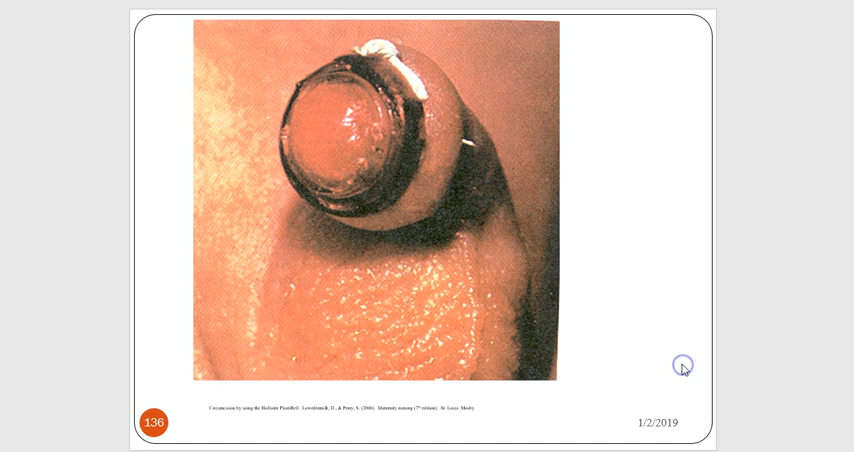 Circumcision by using the Hollister PlastiBell. Lowdermilk, D., & Perry, S. (2006). Maternity nursing (7th edition). St. Louis: Mosby
136
1/2/2019